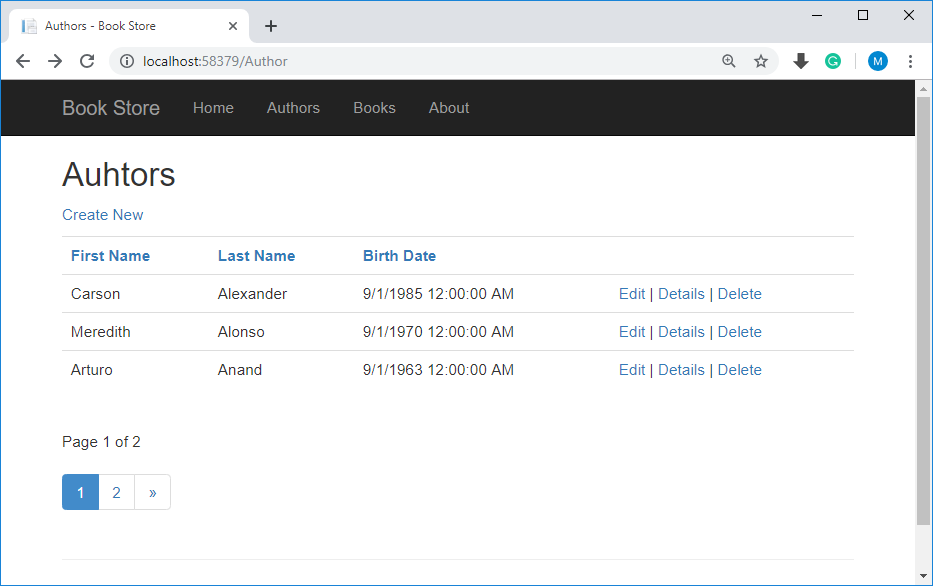 Authors - Book Store
localhost:58379/Author
G
M
Book Store Home Authors Books About
Auhtors
Create New
First Name Last Name Birth Date
Carson Alexander 9/1/1985 12:00:00 AM Edit | Details | Delete
Meredith Alonso 9/1/1970 12:00:00 AM Edit | Details | Delete
Arturo Anand 9/1/1963 12:00:00 AM Edit | Details | Delete
Page 1 of 2
1 2 »